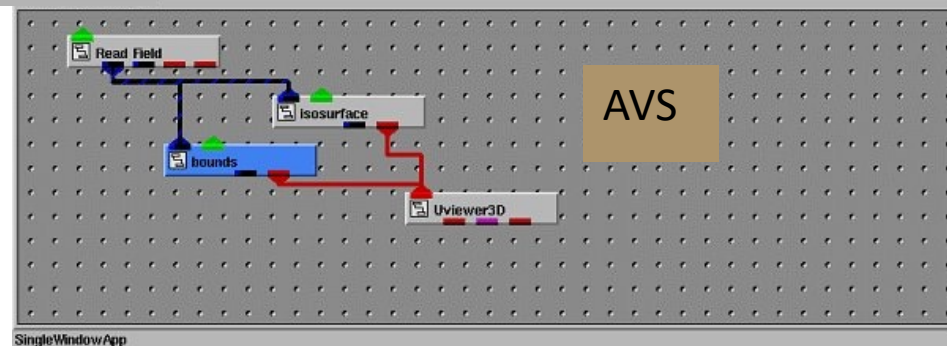 Read Field
isosurface
AVS
bounds
Uviewer3D
SingleWindowApp